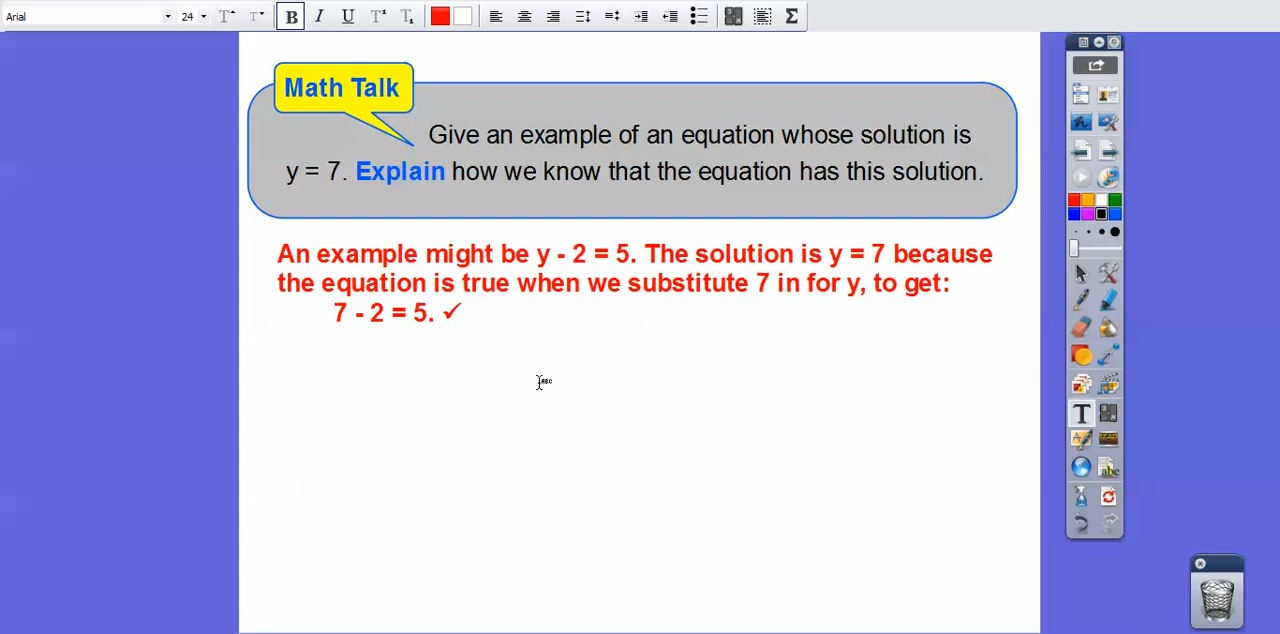 Arial 24 B I U
Math Talk
Give an example of an equation whose solution is
y = 7. Explain how we know that the equation has this solution.
An example might be y - 2 = 5. The solution is y = 7 because
the equation is true when we substitute 7 in for y, to get:
7 - 2 = 5. ✓